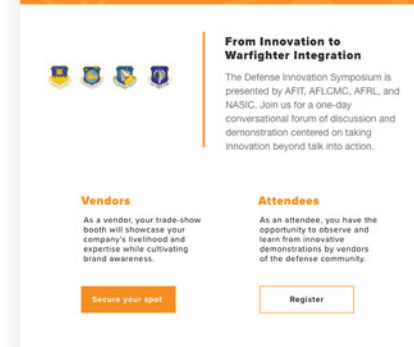 From Innovation to
Warfighter Integration
The Defense Innovation Symposium is
presented by AFIT, AFLCMC, AFRL, and
NASIC. Join us for a one-day
conversational forum of discussion and
demonstration centered on taking
innovation beyond talk into action.
Vendors
As a vendor, your trade-show
booth will showcase your
company's livelihood and
expertise while cultivating
brand awareness.
Secure your spot
Attendees
As an attendee, you have the
opportunity to observe and
learn from innovative
demonstrations by vendors
of the defense community.
Register